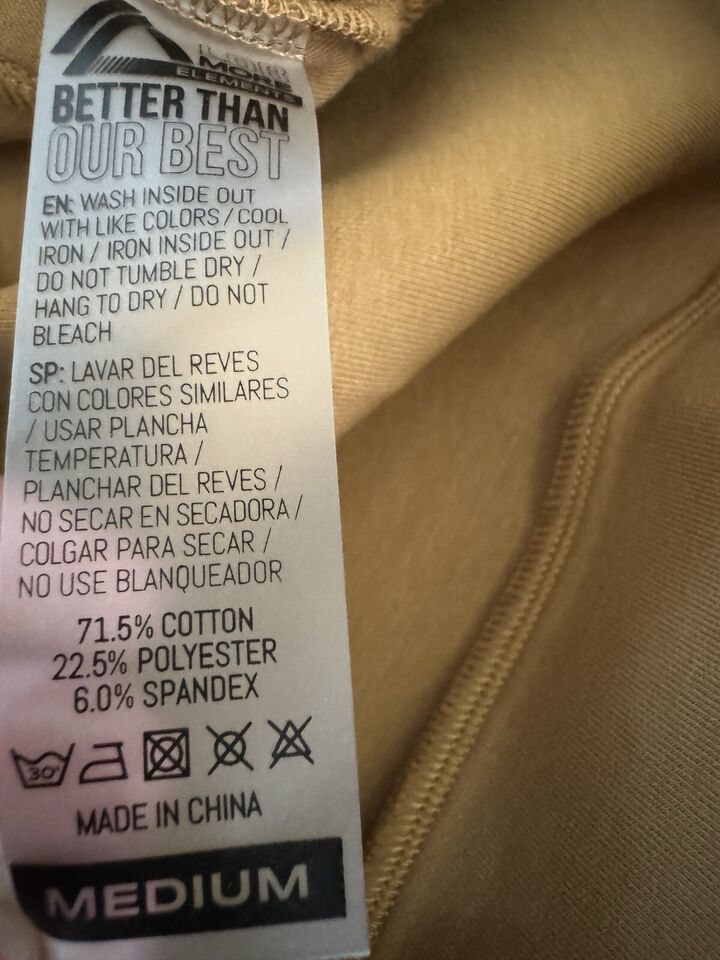 MORE
ELEMENTS
BETTER THAN
OUR BEST
EN: WASH INSIDE OUT
WITH LIKE COLORS / COOL
IRON / IRON INSIDE OUT /
DO NOT TUMBLE DRY /
HANG TO DRY / DO NOT
BLEACH
SP: LAVAR DEL REVES
CON COLORES SIMILARES
/ USAR PLANCHA
TEMPERATURA /
PLANCHAR DEL REVES /
NO SECAR EN SECADORA /
COLGAR PARA SECAR /
NO USE BLANQUEADOR
71.5% COTTON
22.5% POLYESTER
6.0% SPANDEX
30°
MADE IN CHINA
MEDIUM